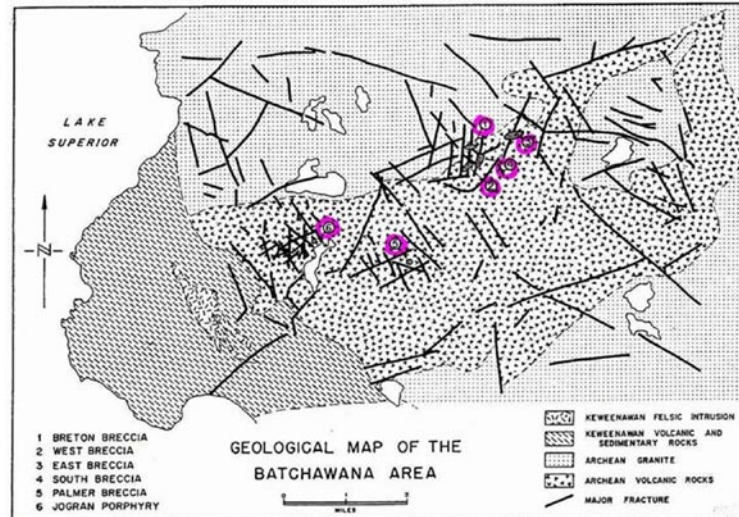 LAKE
SUPERIOR
N
1 BRETON BRECCIA
2 WEST BRECCIA
3 EAST BRECCIA
4 SOUTH BRECCIA
5 PALMER BRECCIA
6 JOGRAN PORPHYRY
GEOLOGICAL MAP OF THE
BATCHAWANA AREA
MILES
KEWEENAWAN FELSIC INTRUSION
KEWEENAWAN VOLCANIC AND
SEDIMENTARY ROCKS
ARCHEAN GRANITE
ARCHEAN VOLCANIC ROCKS
MAJOR FRACTURE